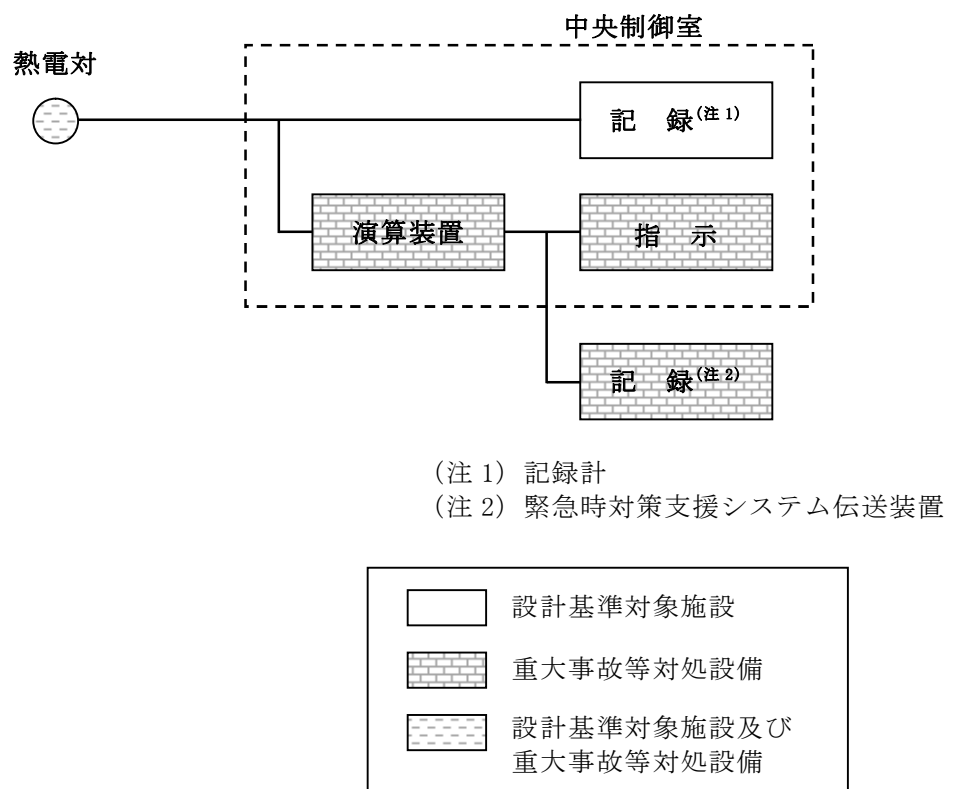 中央制御室
熱電対
記 録(注 1)
演算装置
指 示
記 録(注 2)
(注 1) 記録計
(注 2) 緊急時対策支援システム伝送装置
設計基準対象施設
重大事故等対処設備
設計基準対象施設及び
重大事故等対処設備